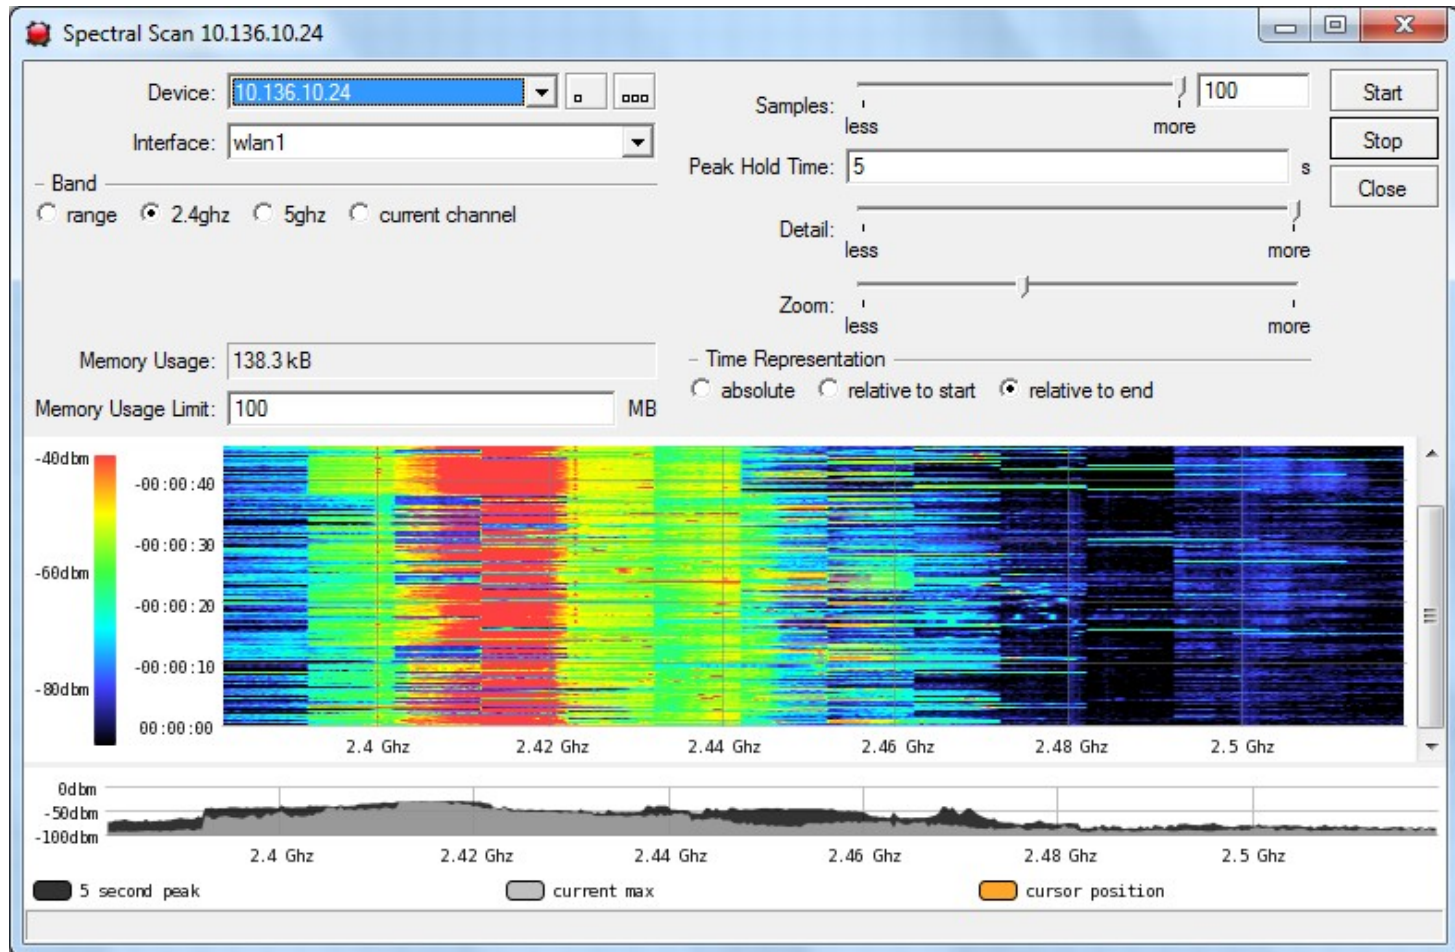 Spectral Scan 10.136.10.24
Device: 10.136.10.24
Interface: wlan1
Band
range 2.4ghz 5ghz current channel
Memory Usage: 138.3 kB
Memory Usage Limit: 100 MB
Samples: 100
less more
Peak Hold Time: 5 s
Detail:
less more
Zoom:
less more
Time Representation
absolute relative to start relative to end
Start
Stop
Close
-40dbm
-60dbm
-80dbm
-00:00:40
-00:00:30
-00:00:20
-00:00:10
00:00:00
2.4 Ghz 2.42 Ghz 2.44 Ghz 2.46 Ghz 2.48 Ghz 2.5 Ghz
0dbm
-50dbm
-100dbm
2.4 Ghz 2.42 Ghz 2.44 Ghz 2.46 Ghz 2.48 Ghz 2.5 Ghz
5 second peak current max cursor position